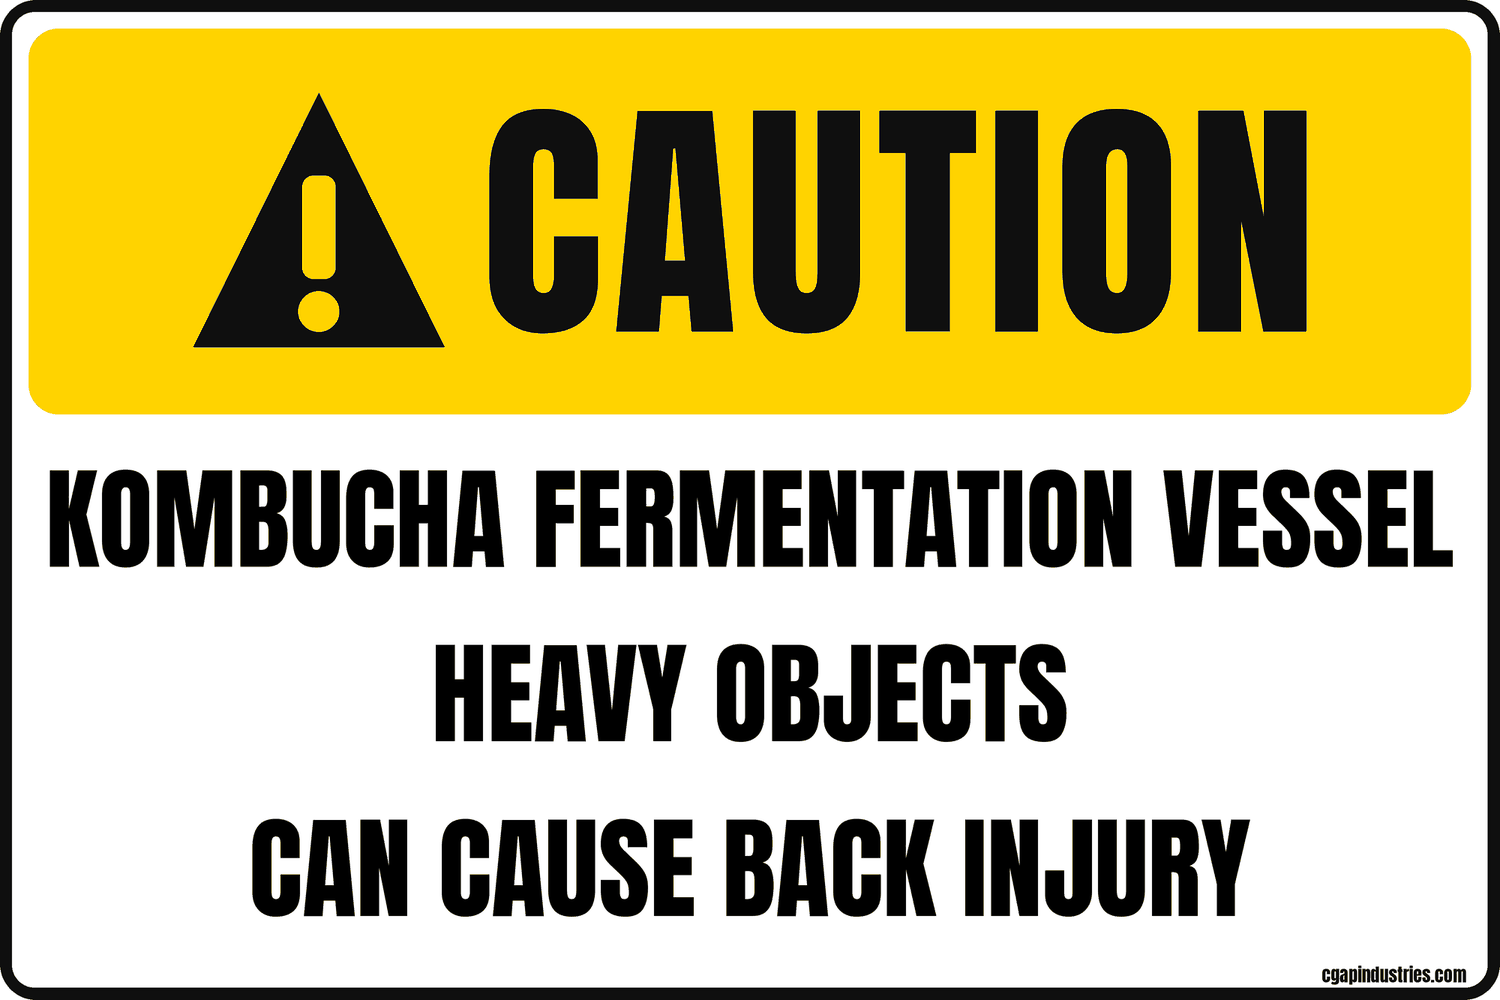 CAUTION
KOMBUCHA FERMENTATION VESSEL
HEAVY OBJECTS
CAN CAUSE BACK INJURY
cgapindustries.com